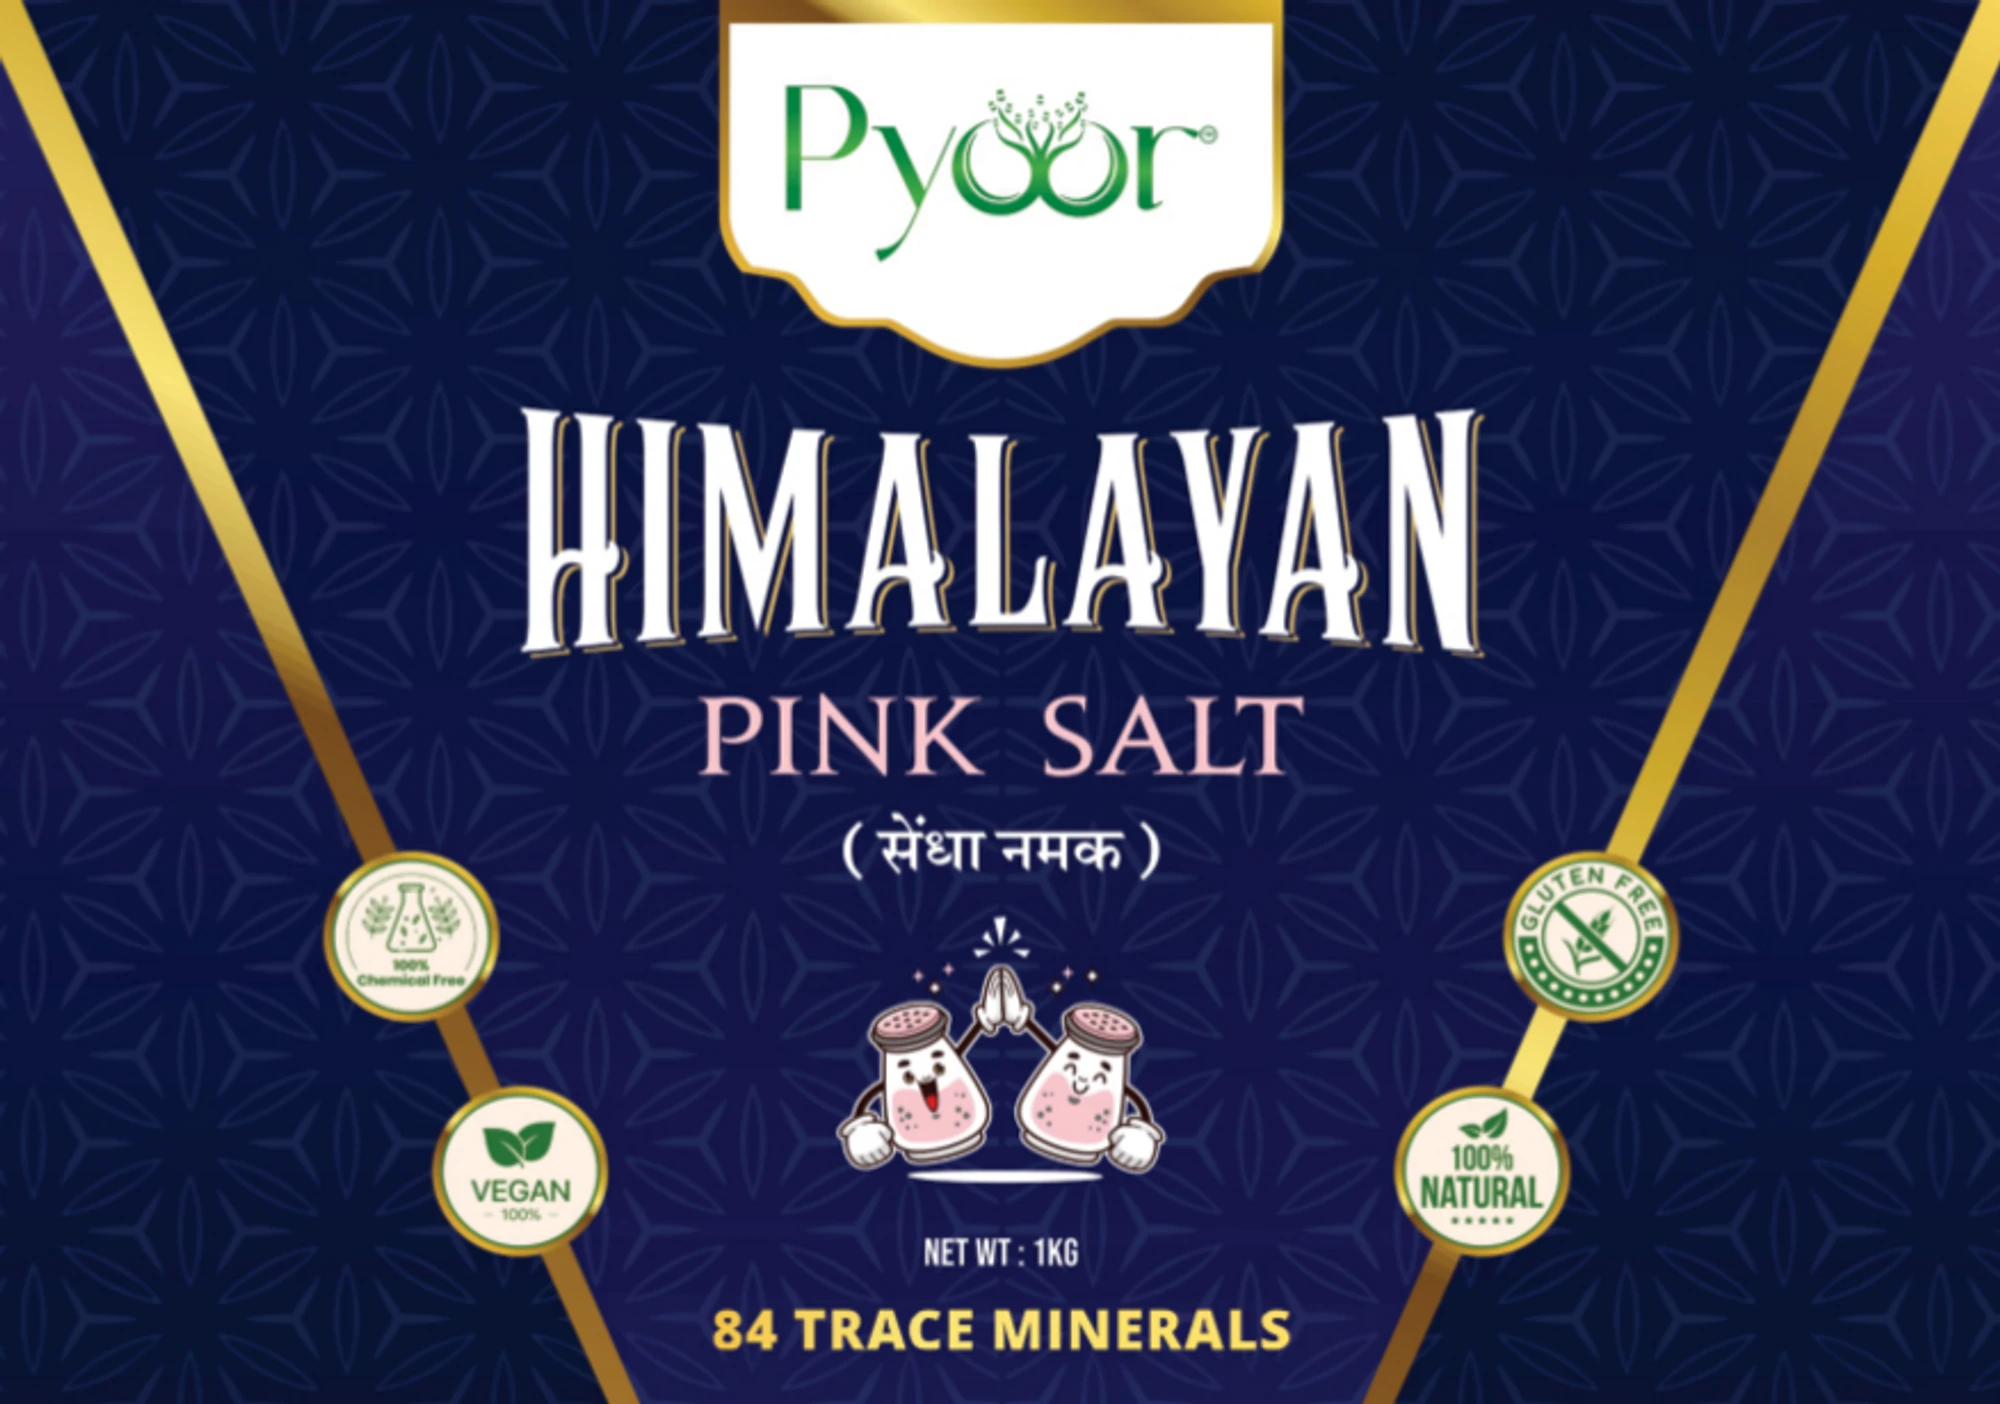 Pyoor
HIMALAYAN
PINK SALT
( सेंधा नमक )
100%
Chemical Free
GLUTEN FREE
VEGAN
100%
100%
NATURAL
NET WT : 1KG
84 TRACE MINERALS